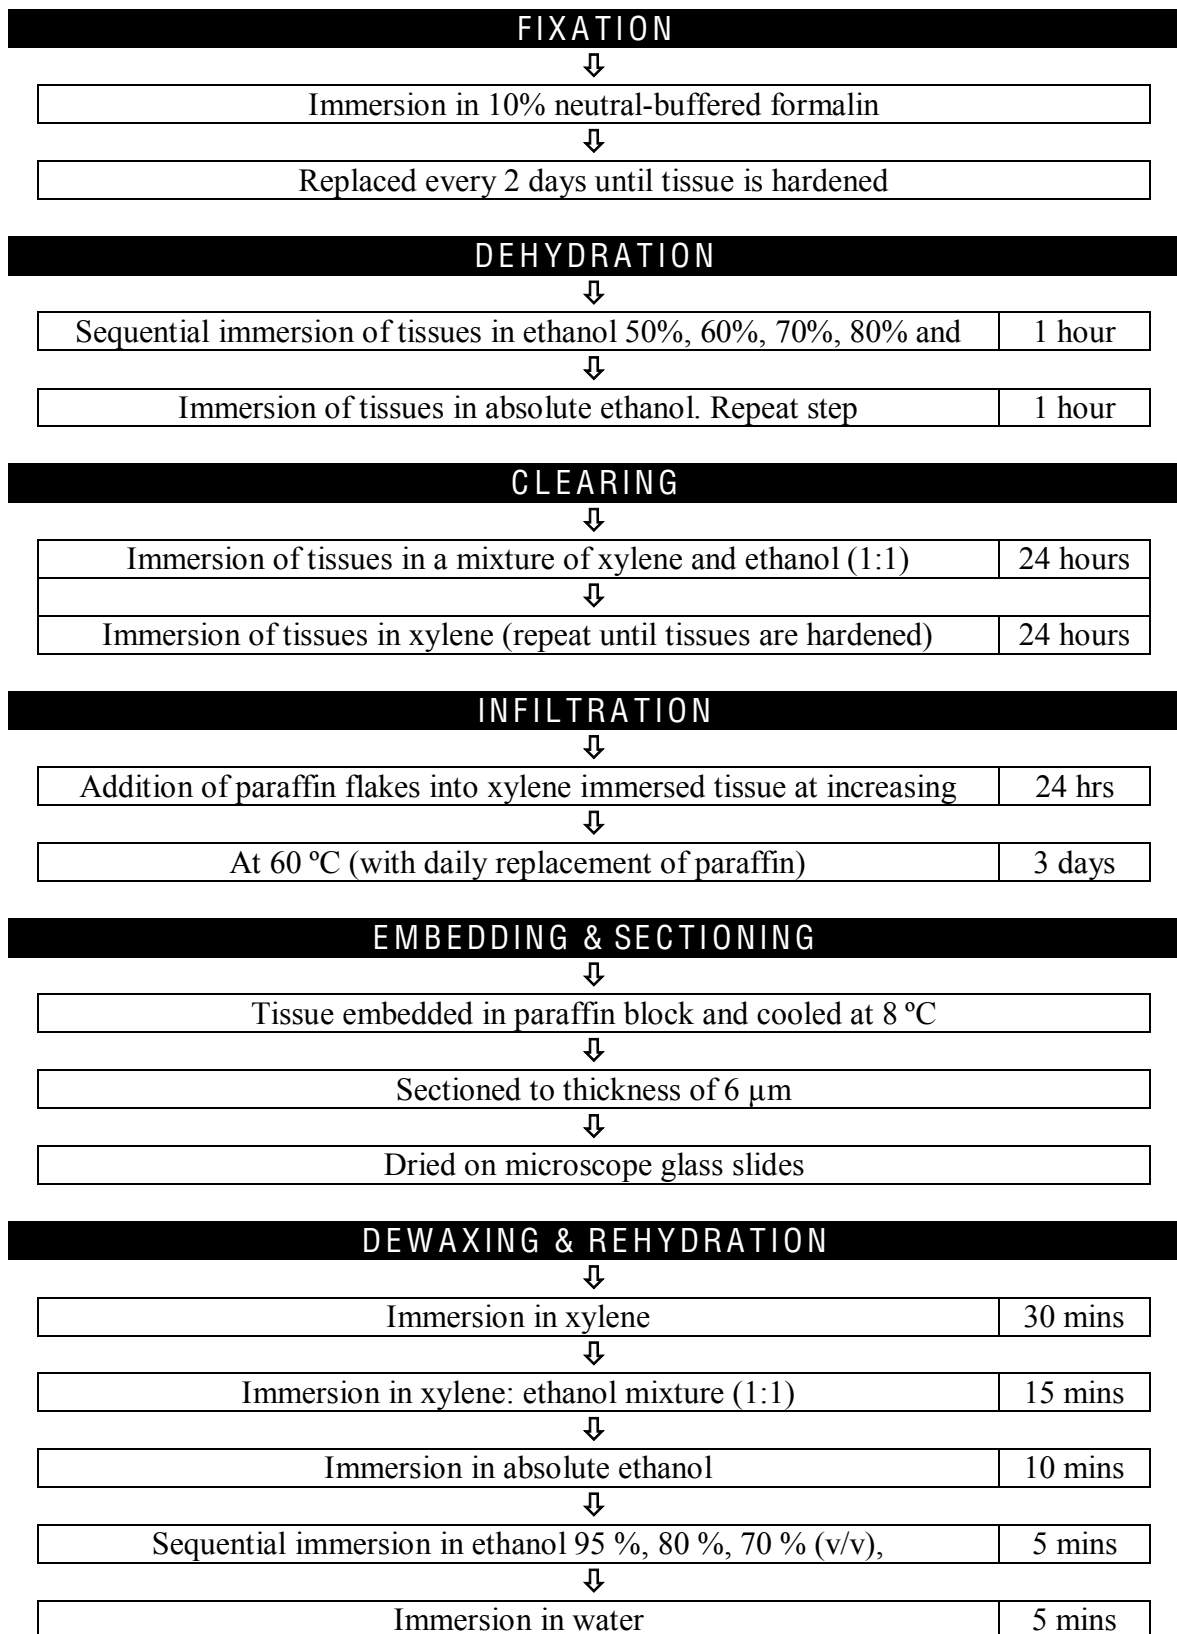 FIXATION
⇩
Immersion in 10% neutral-buffered formalin
⇩
Replaced every 2 days until tissue is hardened
DEHYDRATION
⇩
Sequential immersion of tissues in ethanol 50%, 60%, 70%, 80% and 1 hour
⇩
Immersion of tissues in absolute ethanol. Repeat step 1 hour
CLEARING
⇩
Immersion of tissues in a mixture of xylene and ethanol (1:1) 24 hours
⇩
Immersion of tissues in xylene (repeat until tissues are hardened) 24 hours
INFILTRATION
⇩
Addition of paraffin flakes into xylene immersed tissue at increasing 24 hrs
⇩
At 60 ºC (with daily replacement of paraffin) 3 days
EMBEDDING & SECTIONING
⇩
Tissue embedded in paraffin block and cooled at 8 ºC
⇩
Sectioned to thickness of 6 µm
⇩
Dried on microscope glass slides
DEWAXING & REHYDRATION
⇩
Immersion in xylene 30 mins
⇩
Immersion in xylene: ethanol mixture (1:1) 15 mins
⇩
Immersion in absolute ethanol 10 mins
⇩
Sequential immersion in ethanol 95 %, 80 %, 70 % (v/v), 5 mins
⇩
Immersion in water 5 mins